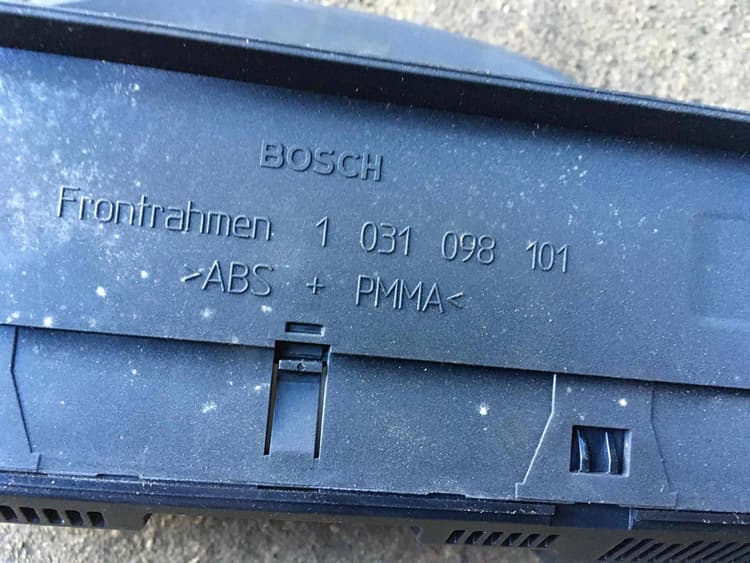 BOSCH
Frontrahmen 1 031 098 101
>ABS + PMMA<